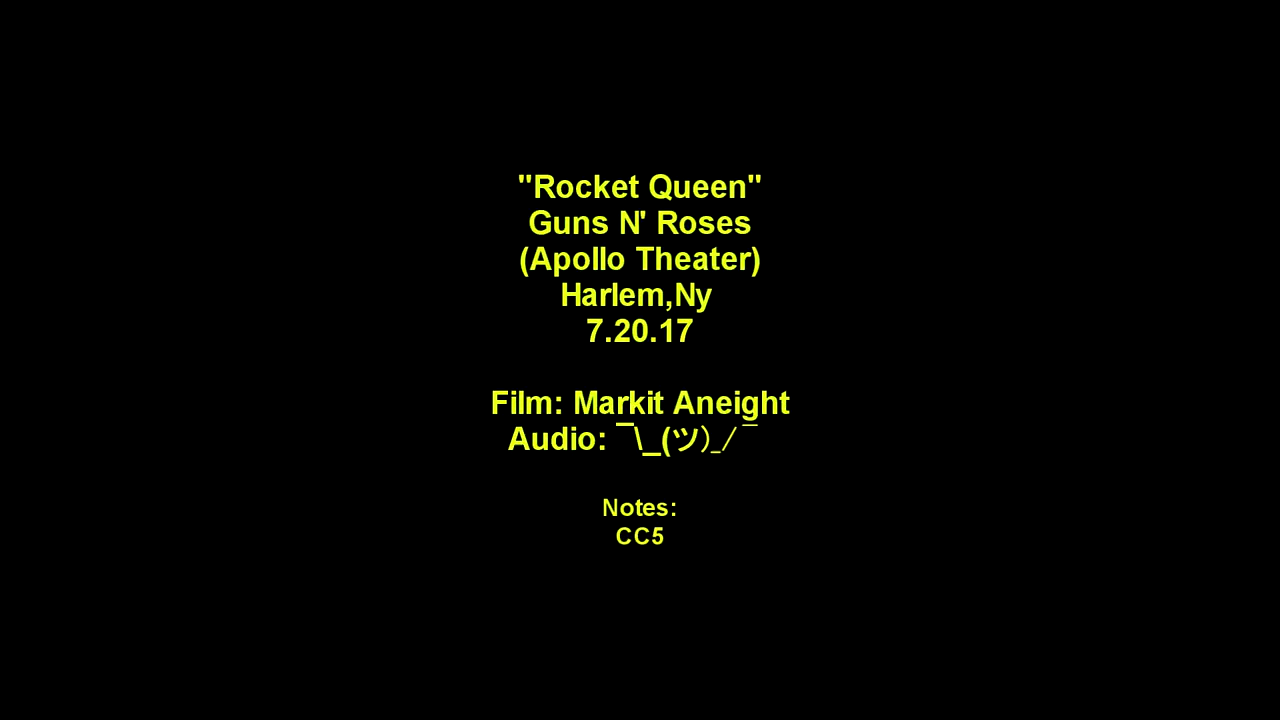 "Rocket Queen"
Guns N' Roses
(Apollo Theater)
Harlem,Ny
7.20.17
Film: Markit Aneight
Audio: ¯\_(ツ)_/¯
Notes:
CC5